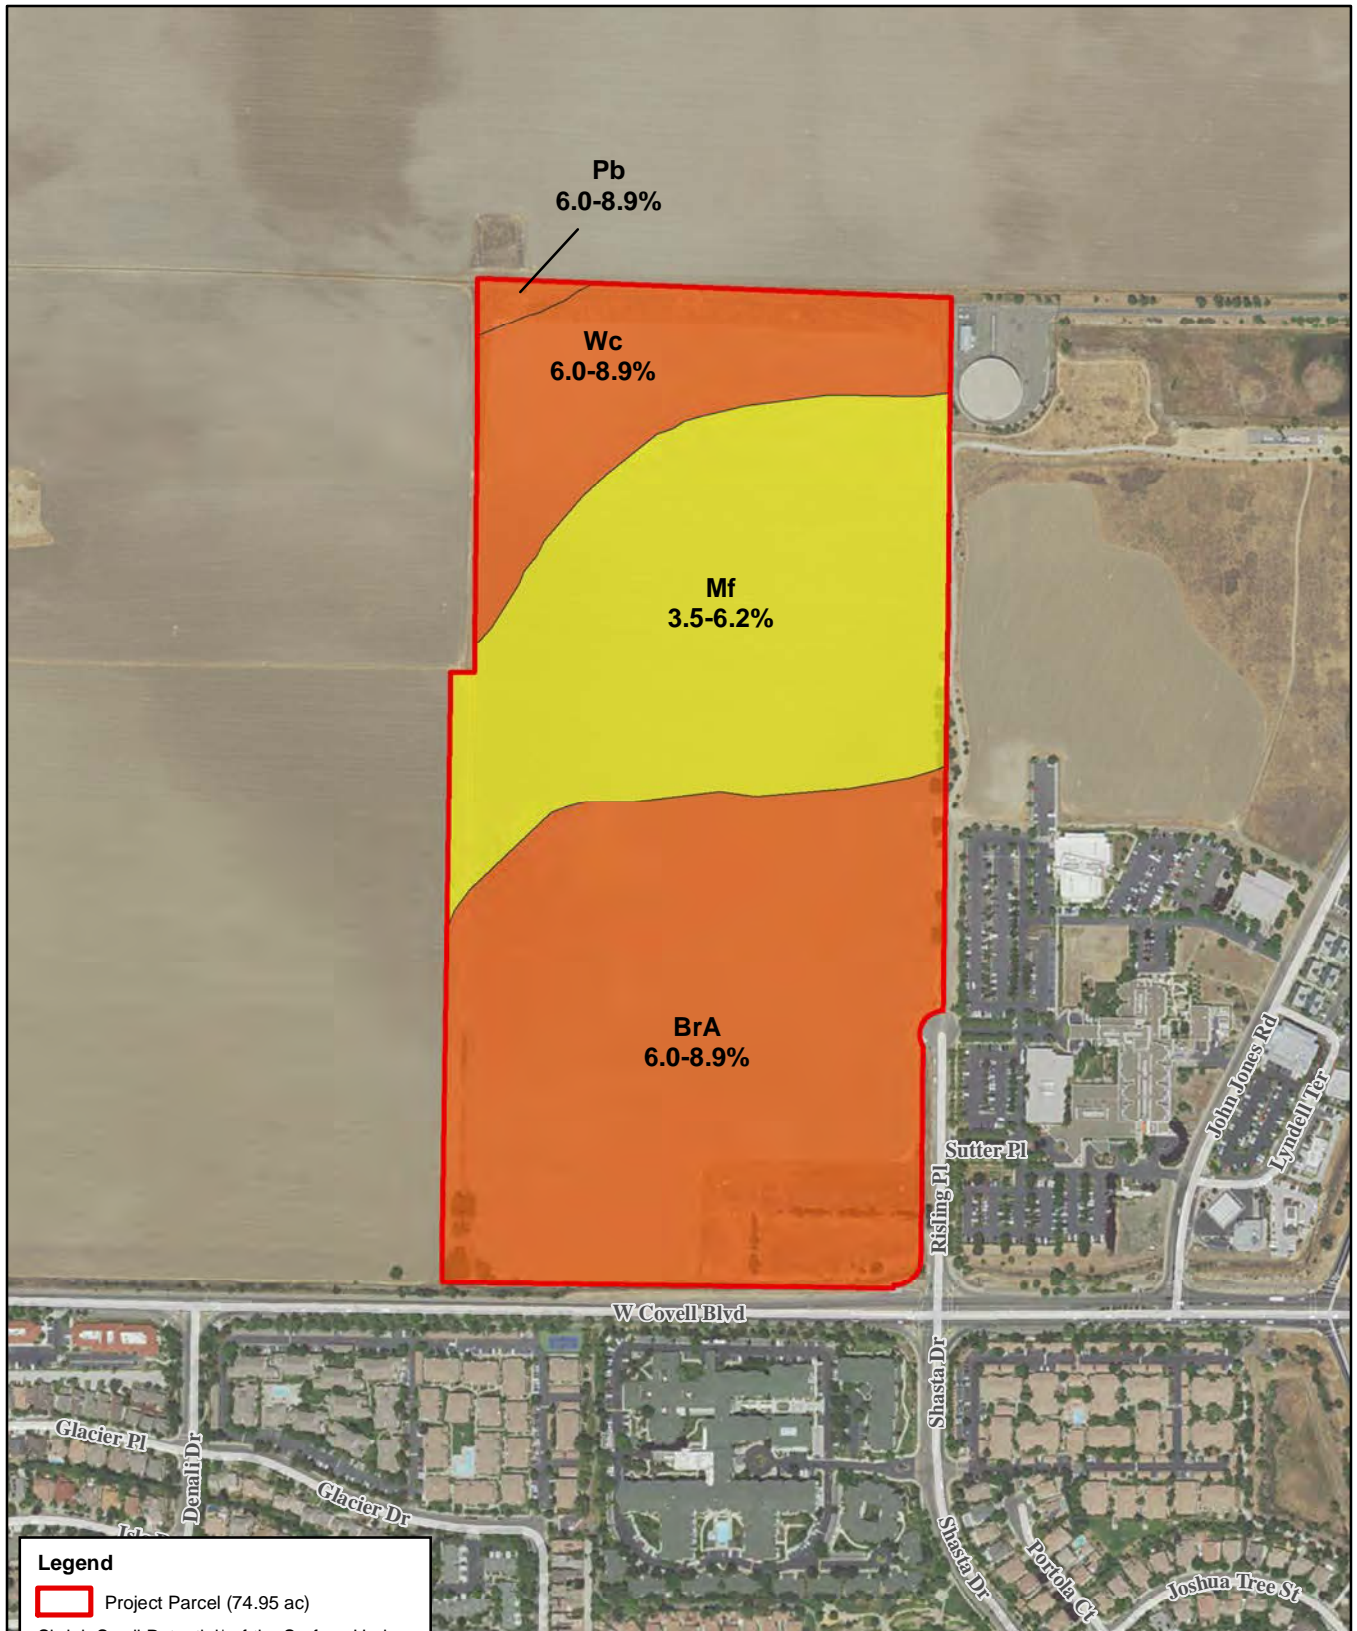 Pb
6.0-8.9%
Wc
6.0-8.9%
Mf
3.5-6.2%
BrA
6.0-8.9%
John Jones Rd
Lyndell Ter
Sutter Pl
Risling Pl
W Covell Blvd
Shasta Dr
Glacier Pl
Denali Dr
Glacier Dr
Shasta Dr
Portola Ct
Joshua Tree St
Legend
Project Parcel (74.95 ac)